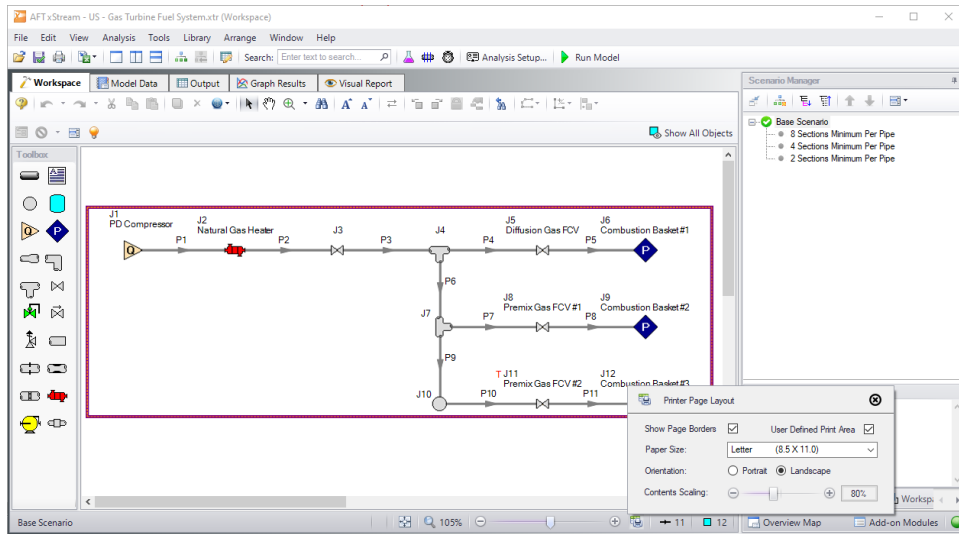 AFT xStream - US - Gas Turbine Fuel System.xtr (Workspace)
File Edit View Analysis Tools Library Arrange Window Help
Search: Enter text to search... Analysis Setup... Run Model
Workspace Model Data Output Graph Results Visual Report
Scenario Manager
Show All Objects
Base Scenario
8 Sections Minimum Per Pipe
4 Sections Minimum Per Pipe
2 Sections Minimum Per Pipe
Toolbox
J1
PD Compressor
J2
Natural Gas Heater
J3
J4
J5
Diffusion Gas FCV
J6
Combustion Basket #1
P1 P2 P3 P4 P5
Q
P
P6
J7
J8
Premix Gas FCV #1
J9
Combustion Basket #2
P7 P8
P
P9
T J11
Premix Gas FCV #2
J12
Combustion Basket #3
J10 P10 P11
Printer Page Layout
Show Page Borders User Defined Print Area
Paper Size: Letter (8.5 X 11.0)
Orientation: Portrait Landscape
Contents Scaling: 80%
Base Scenario 105% 11 12 Overview Map Add-on Modules